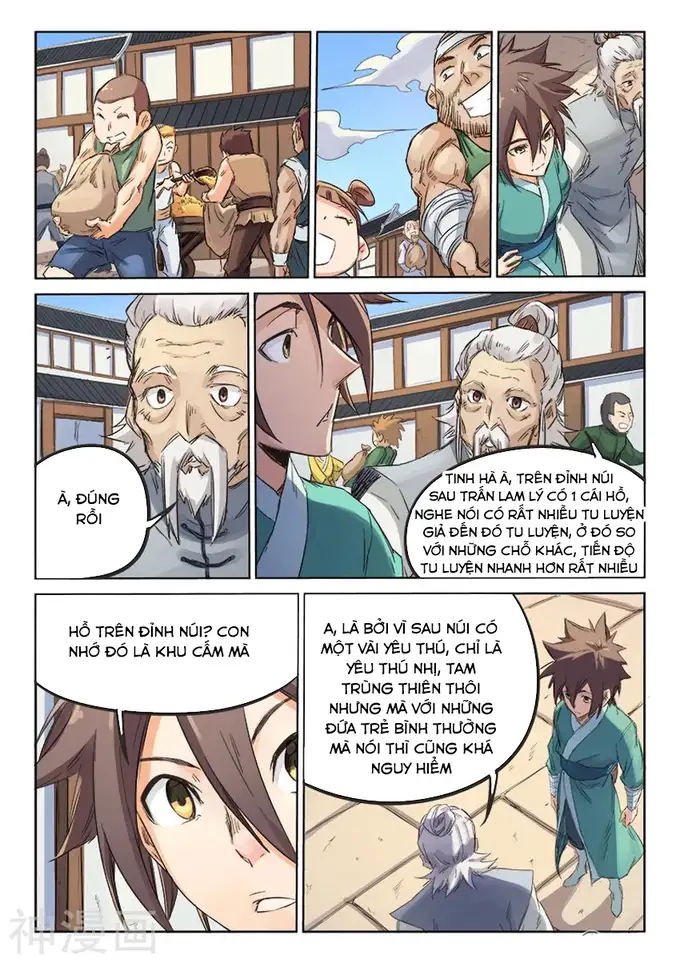 À, ĐÚNG
RỒI
TINH HÀ À, TRÊN ĐỈNH NÚI
SAU TRẤN LAM LÝ CÓ 1 CÁI HỒ,
NGHE NÓI CÓ RẤT NHIỀU TU LUYỆN
GIẢ ĐẾN ĐÓ TU LUYỆN, Ở ĐÓ SO
VỚI NHỮNG CHỖ KHÁC, TIẾN ĐỘ
TU LUYỆN NHANH HƠN RẤT NHIỀU
HỒ TRÊN ĐỈNH NÚI? CON
NHỚ ĐÓ LÀ KHU CẤM MÀ
A, LÀ BỞI VÌ SAU NÚI CÓ
MỘT VÀI YÊU THÚ, CHỈ LÀ
YÊU THÚ NHỊ, TAM
TRÙNG THIÊN THÔI
NHƯNG MÀ VỚI NHỮNG
ĐỨA TRẺ BÌNH THƯỜNG
MÀ NÓI THÌ CŨNG KHÁ
NGUY HIỂM
神漫画